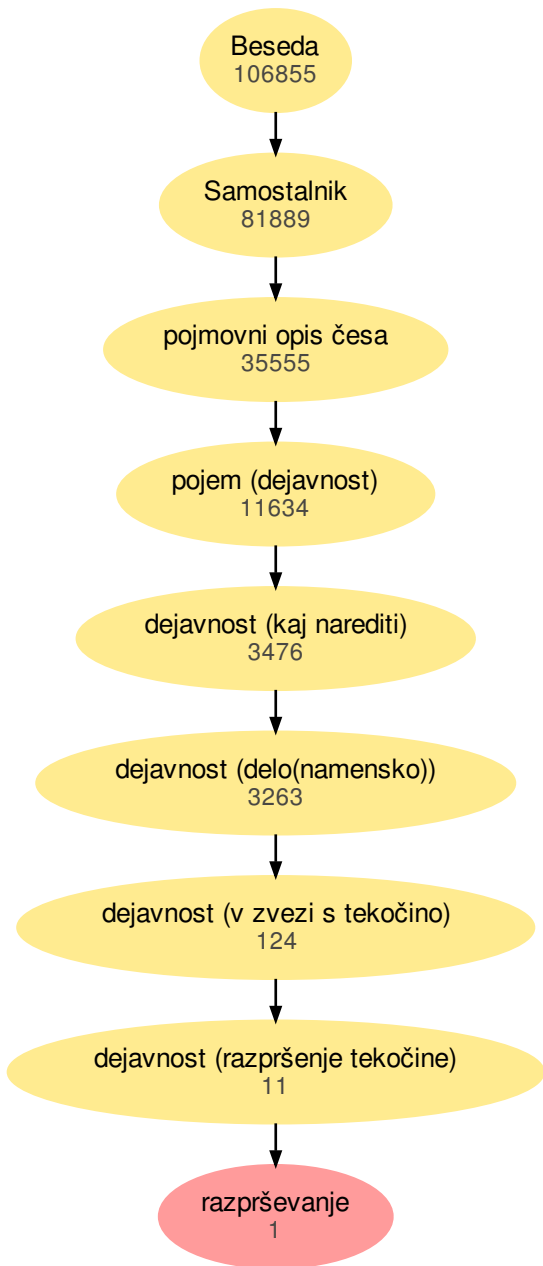 Beseda
106855
Samostalnik
81889
pojmovni opis česa
35555
pojem (dejavnost)
11634
dejavnost (kaj narediti)
3476
dejavnost (delo(namensko))
3263
dejavnost (v zvezi s tekočino)
124
dejavnost (razpršenje tekočine)
11
razprševanje
1